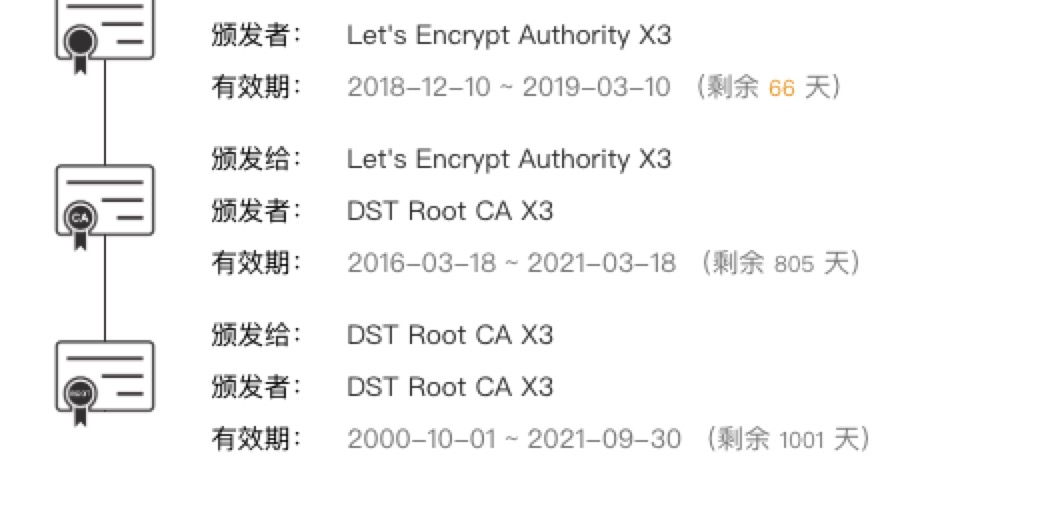 颁发者： Let's Encrypt Authority X3
有效期： 2018-12-10 ~ 2019-03-10 （剩余 66 天）
颁发给： Let's Encrypt Authority X3
颁发者： DST Root CA X3
有效期： 2016-03-18 ~ 2021-03-18 （剩余 805 天）
颁发给： DST Root CA X3
颁发者： DST Root CA X3
有效期： 2000-10-01 ~ 2021-09-30 （剩余 1001 天）
CA
ROOT